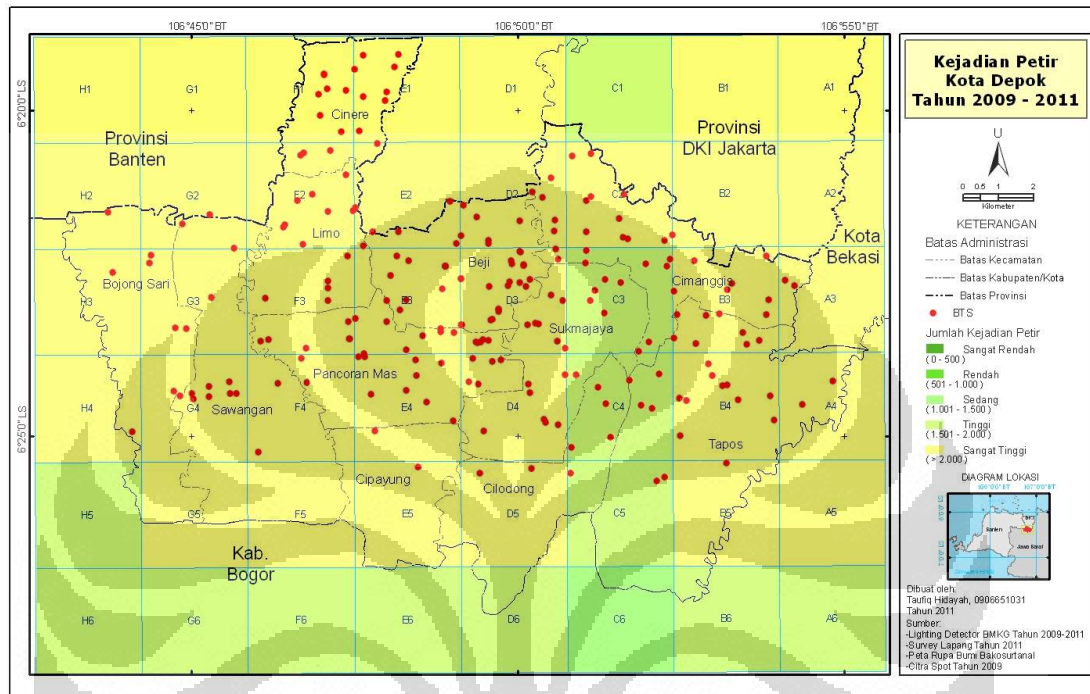 106°45'0" BT
106°50'0" BT
106°55'0" BT
6°20'0" LS
6°25'0" LS
H1 G1 F1 E1 D1 C1 B1 A1
Cinere
Provinsi
Banten
Provinsi
DKI Jakarta
H2 G2 F2 E2 D2 C2 B2 A2
Limo
Kota
Bekasi
Beji
Bojong Sari
Cimanggis
H3 G3 F3 E3 D3 C3 B3 A3
Sukmajaya
Pancoran Mas
H4 G4 F4 E4 D4 C4 B4 A4
Sawangan
Tapos
Cipayung
Cilodong
H5 G5 F5 E5 D5 C5 B5 A5
Kab.
Bogor
H6 G6 F6 E6 D6 C6 B6 A6
Kejadian Petir
Kota Depok
Tahun 2009 - 2011
U
0 0.5 1 2
Kilometer
KETERANGAN
Batas Administrasi
Batas Kecamatan
Batas Kabupaten/Kota
Batas Provinsi
BTS
Jumlah Kejadian Petir
Sangat Rendah
(0 - 500)
Rendah
(501 - 1.000)
Sedang
(1.001 - 1.500)
Tinggi
(1.501 - 2.000)
Sangat Tinggi
(> 2.000)
DIAGRAM LOKASI
Banten
Jawa Barat
Dibuat oleh:
Taufiq Hidayah, 0906651031
Tahun 2011
Sumber:
-Lighting Detector BMKG Tahun 2009-2011
-Survey Lapang Tahun 2011
-Peta Rupa Bumi Bakosurtanal
-Citra Spot Tahun 2009